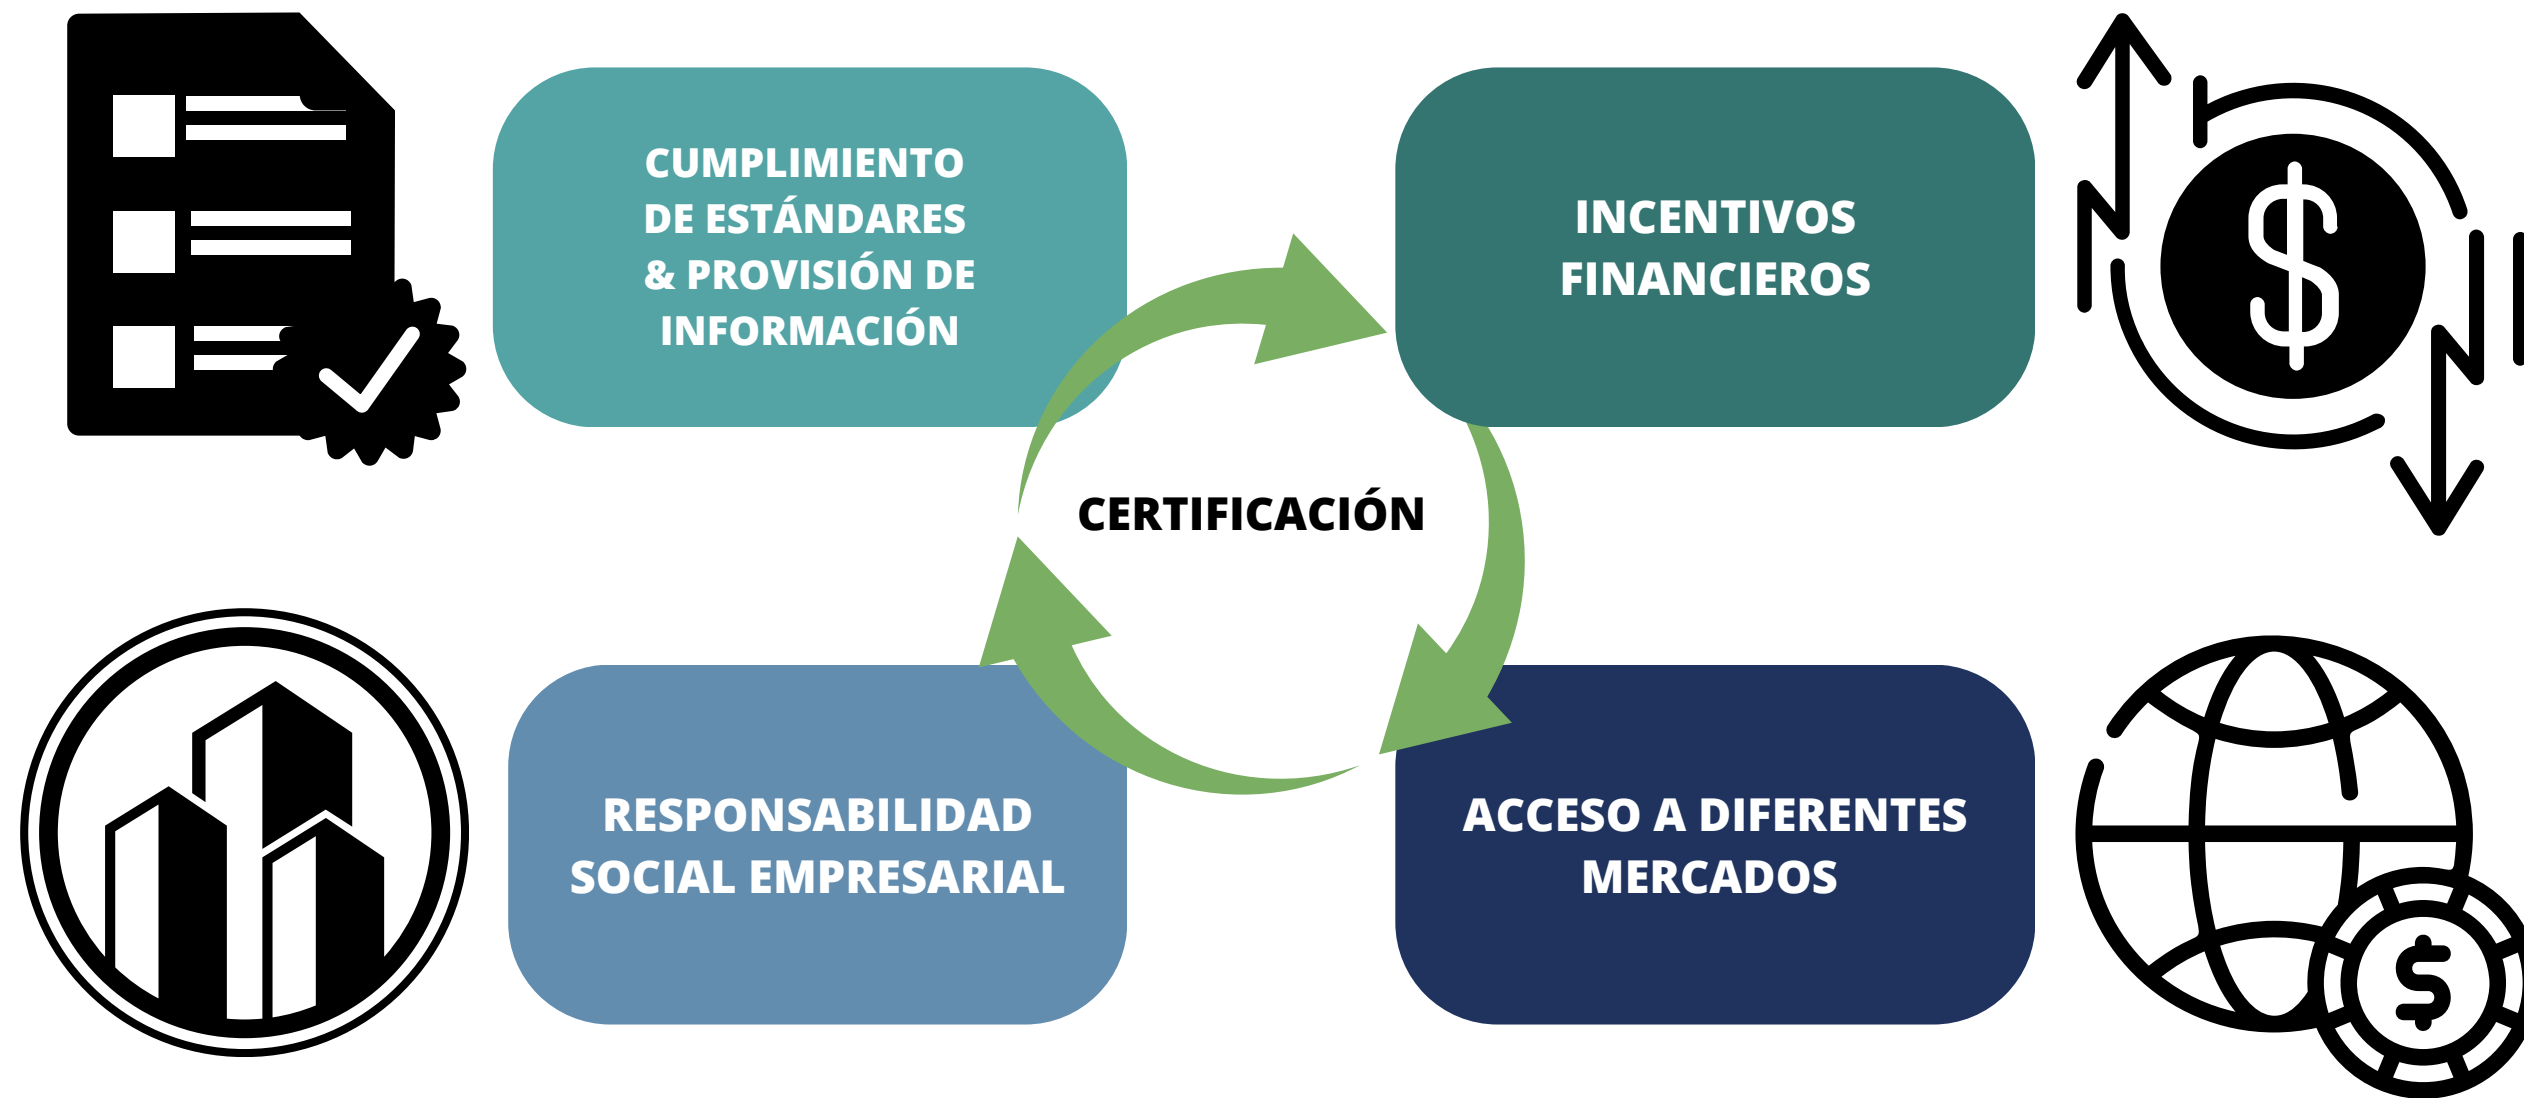 CUMPLIMIENTO
DE ESTÁNDARES
& PROVISIÓN DE
INFORMACIÓN
INCENTIVOS
FINANCIEROS
CERTIFICACIÓN
RESPONSABILIDAD
SOCIAL EMPRESARIAL
ACCESO A DIFERENTES
MERCADOS
$
$